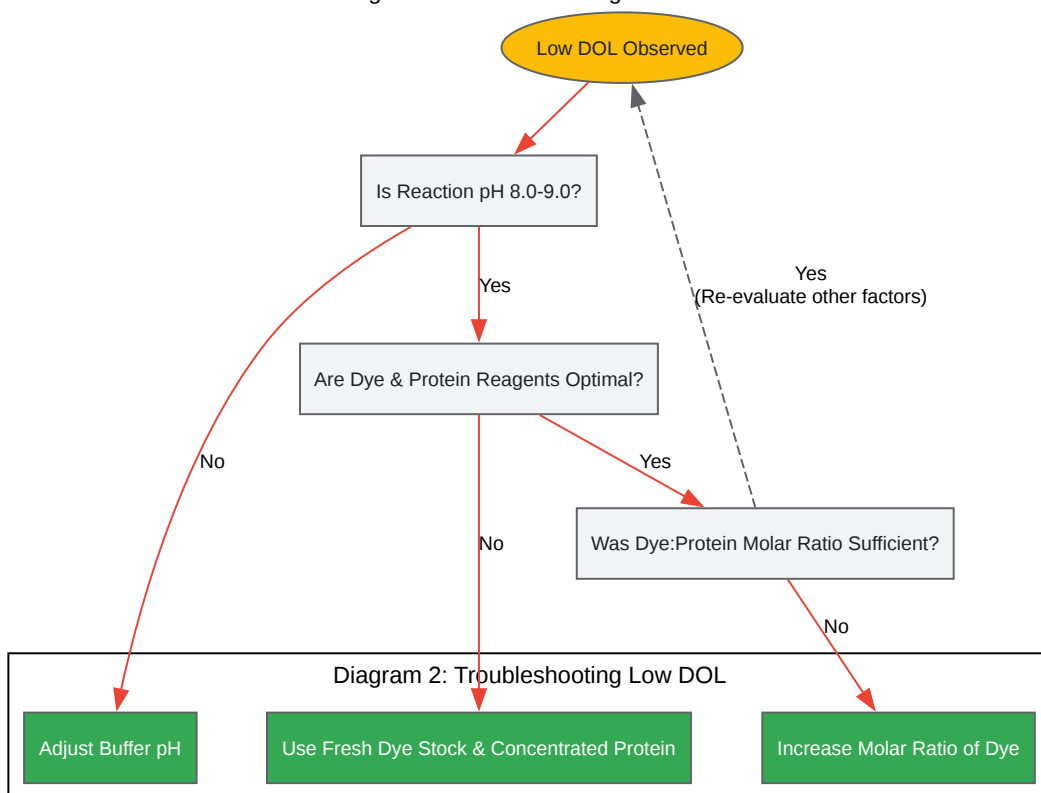 Low DOL Observed
Is Reaction pH 8.0-9.0?
Yes
(Re-evaluate other factors)
Yes
Are Dye & Protein Reagents Optimal?
No
Yes
No
Was Dye:Protein Molar Ratio Sufficient?
No
Diagram 2: Troubleshooting Low DOL
Adjust Buffer pH
Use Fresh Dye Stock & Concentrated Protein
Increase Molar Ratio of Dye